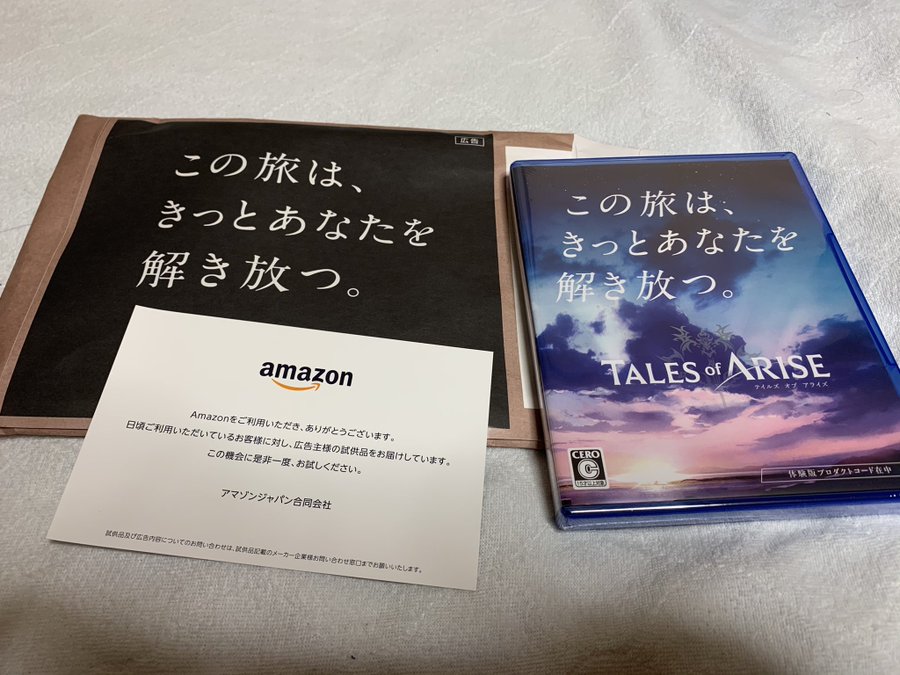 広告
この旅は、
きっとあなたを
解き放つ。
amazon
Amazonをご利用いただき、ありがとうございます。
日頃ご利用いただいているお客様に対し、広告主様の試供品をお届けしています。
この機会に是非一度、お試しください。
アマゾンジャパン合同会社
試供品及び広告内容についてのお問い合わせは、試供品記載のメーカー企業様お問い合わせ窓口までお願いいたします。
この旅は、
きっとあなたを
解き放つ。
TALES of ARISE
テイルズ オブ アライズ
CERO
C
体験版プロダクトコード在中